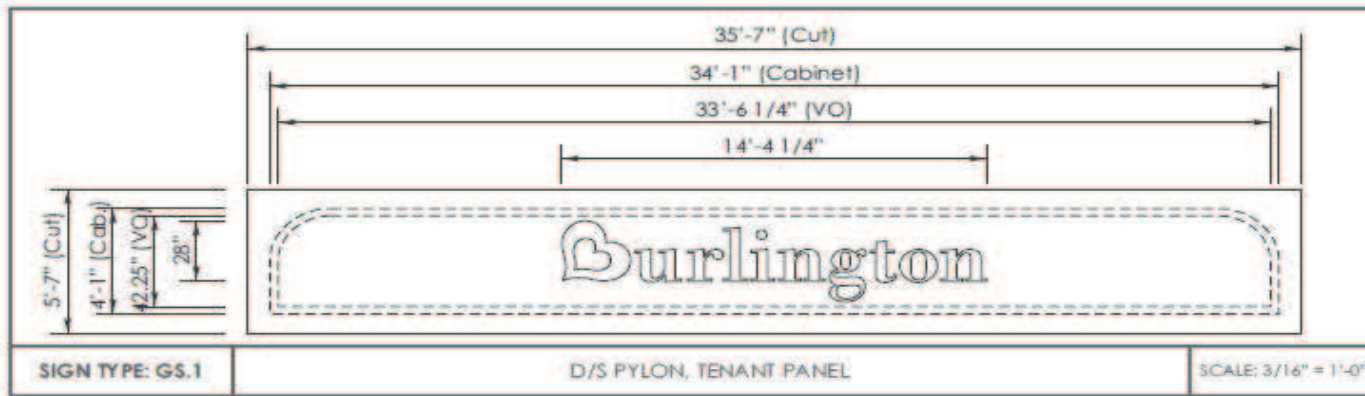 35'-7" (Cut)
34'-1" (Cabinet)
33'-6 1/4" (VO)
14'-4 1/4"
5'-7" (Cut)
4'-1" (Cab.)
42.25" (VO)
28"
Burlington
SIGN TYPE: GS.1
D/S PYLON, TENANT PANEL
SCALE: 3/16" = 1'-0"